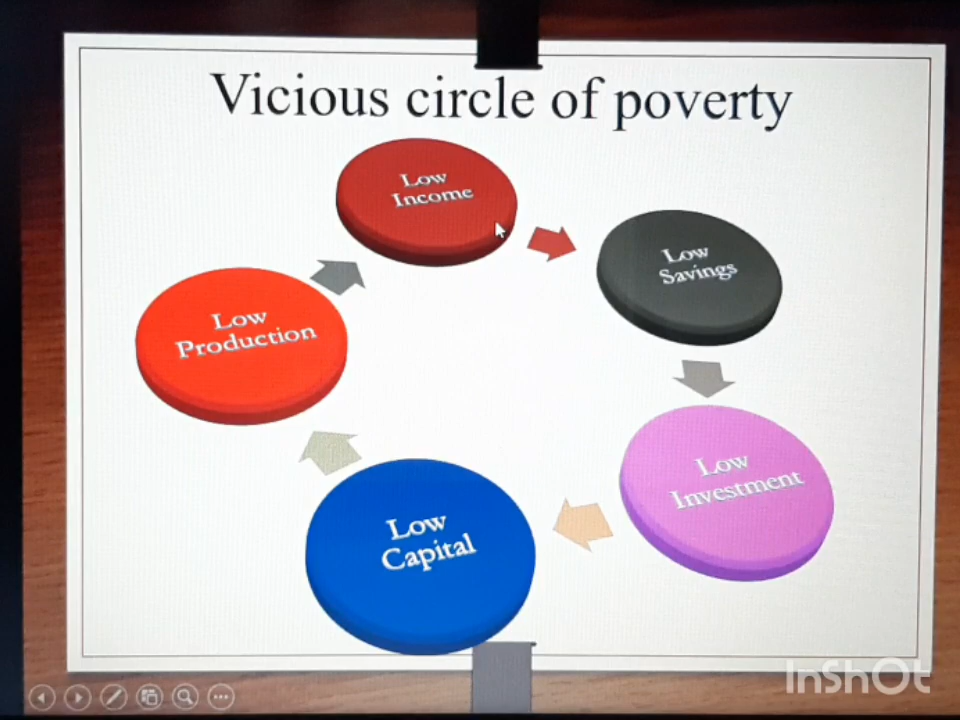 Vicious circle of poverty
Low
Income
Low
Savings
Low
Investment
Low
Capital
Low
Production
InShOt